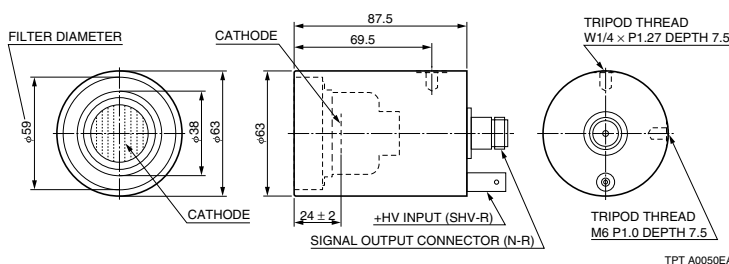 87.5
69.5
TRIPOD THREAD
W1/4 × P1.27 DEPTH 7.5
FILTER DIAMETER
CATHODE
φ59
φ38
φ63
φ63
CATHODE
24 ± 2
+HV INPUT (SHV-R)
SIGNAL OUTPUT CONNECTOR (N-R)
TRIPOD THREAD
M6 P1.0 DEPTH 7.5
TPT A0050EA